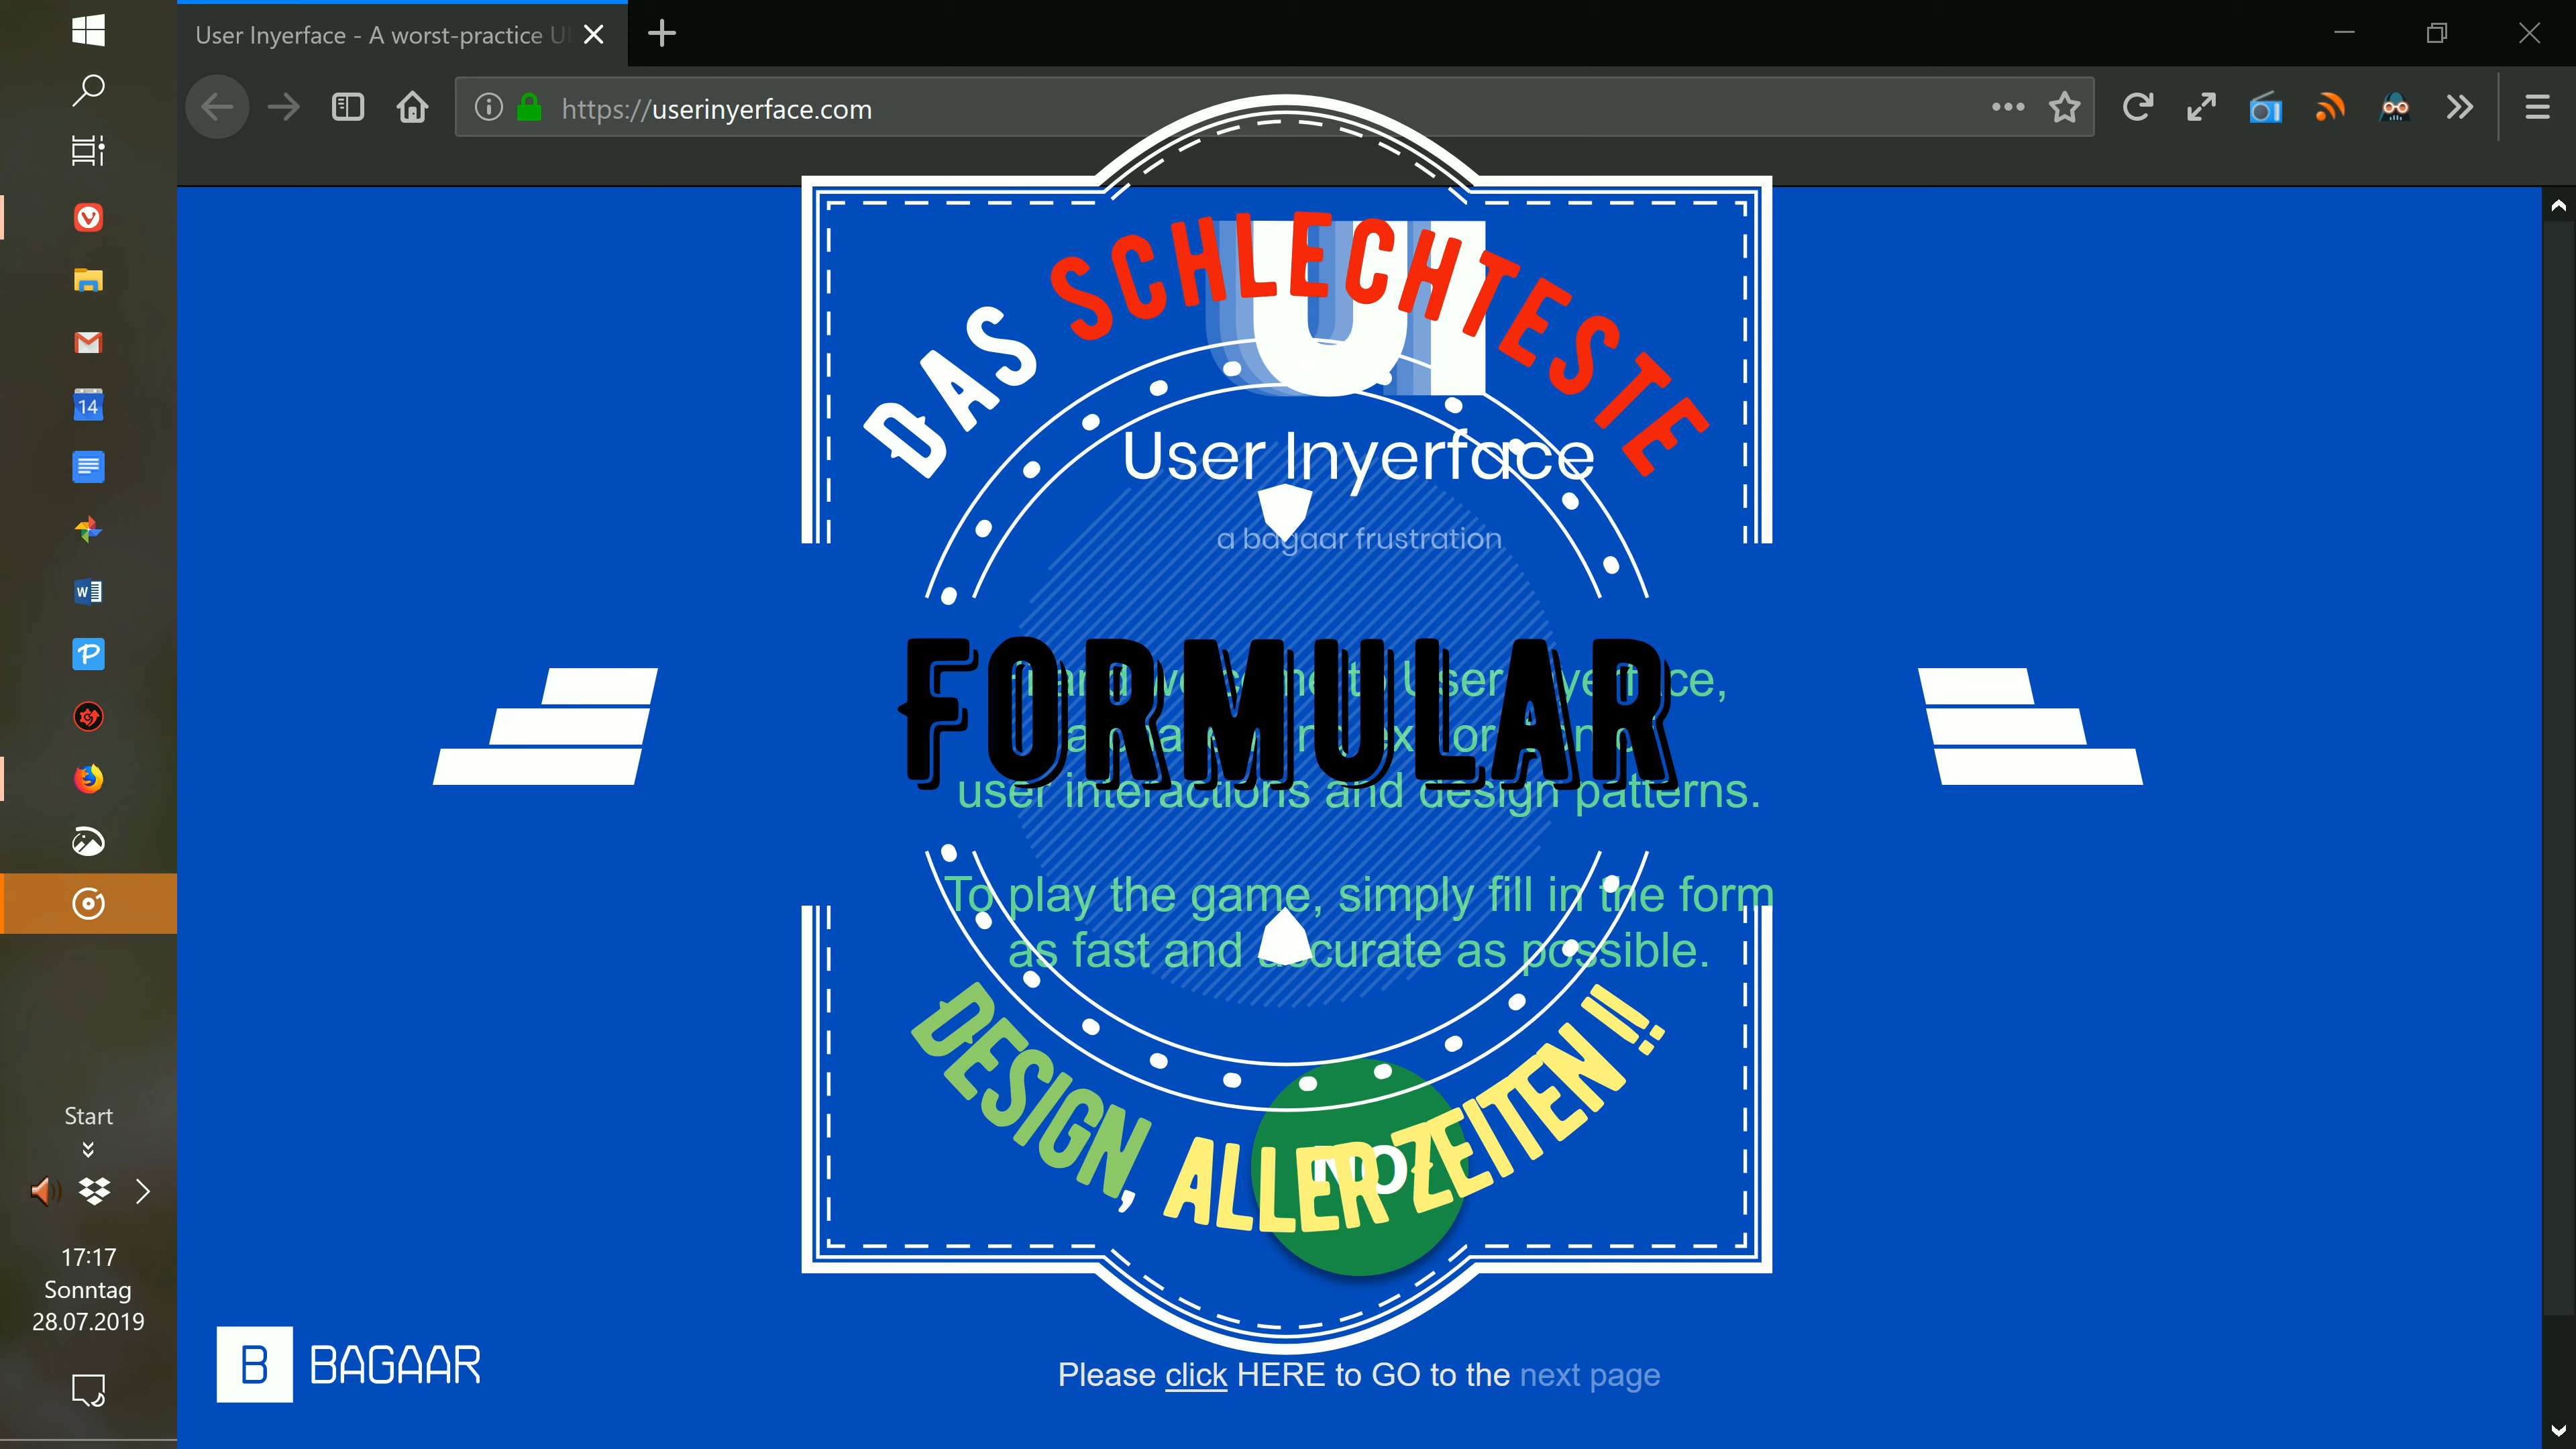 User Inyerface - A worst-practice UI
https://userinyerface.com
DAS SCHLECHTESTE
UI
User Inyerface
a bagaar frustration
FORMULAR
user interactions and design patterns.
To play the game, simply fill in the form
as fast and accurate as possible.
DESIGN, ALLER ZEITEN !!
NO
Please click HERE to GO to the next page
B BAGAAR
14
W
P
Start
17:17
Sonntag
28.07.2019